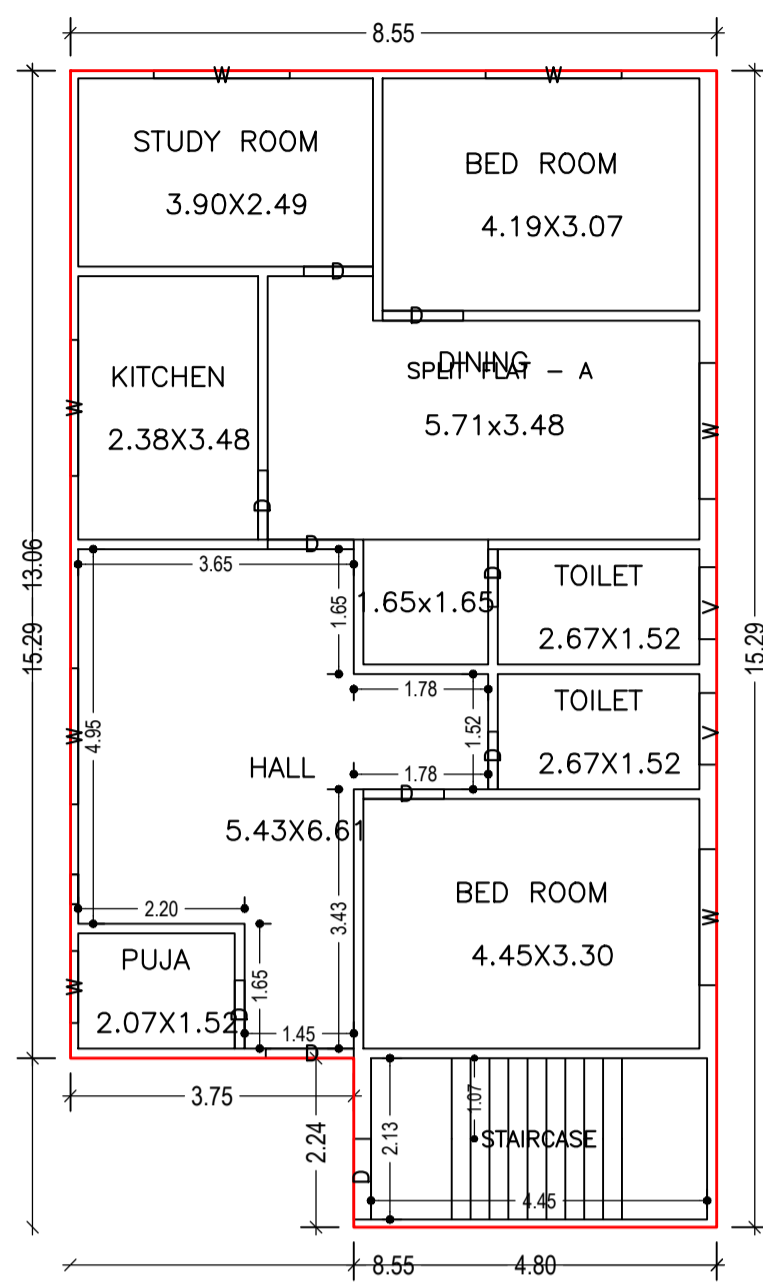 8.55
W
W
STUDY ROOM
3.90X2.49
BED ROOM
4.19X3.07
D
D
KITCHEN
2.38X3.48
W
DINING
SPLIT FLAT - A
5.71x3.48
W
D
D
13.06
15.29
15.29
3.65
1.65
1.65x1.65
D
TOILET
2.67X1.52
V
1.78
1.52
TOILET
2.67X1.52
V
D
W
4.95
HALL
5.43X6.61
1.78
D
3.43
BED ROOM
4.45X3.30
W
2.20
PUJA
2.07X1.52
W
D
1.65
1.45
D
3.75
2.24
2.13
1.07
STAIRCASE
D
4.45
8.55
4.80